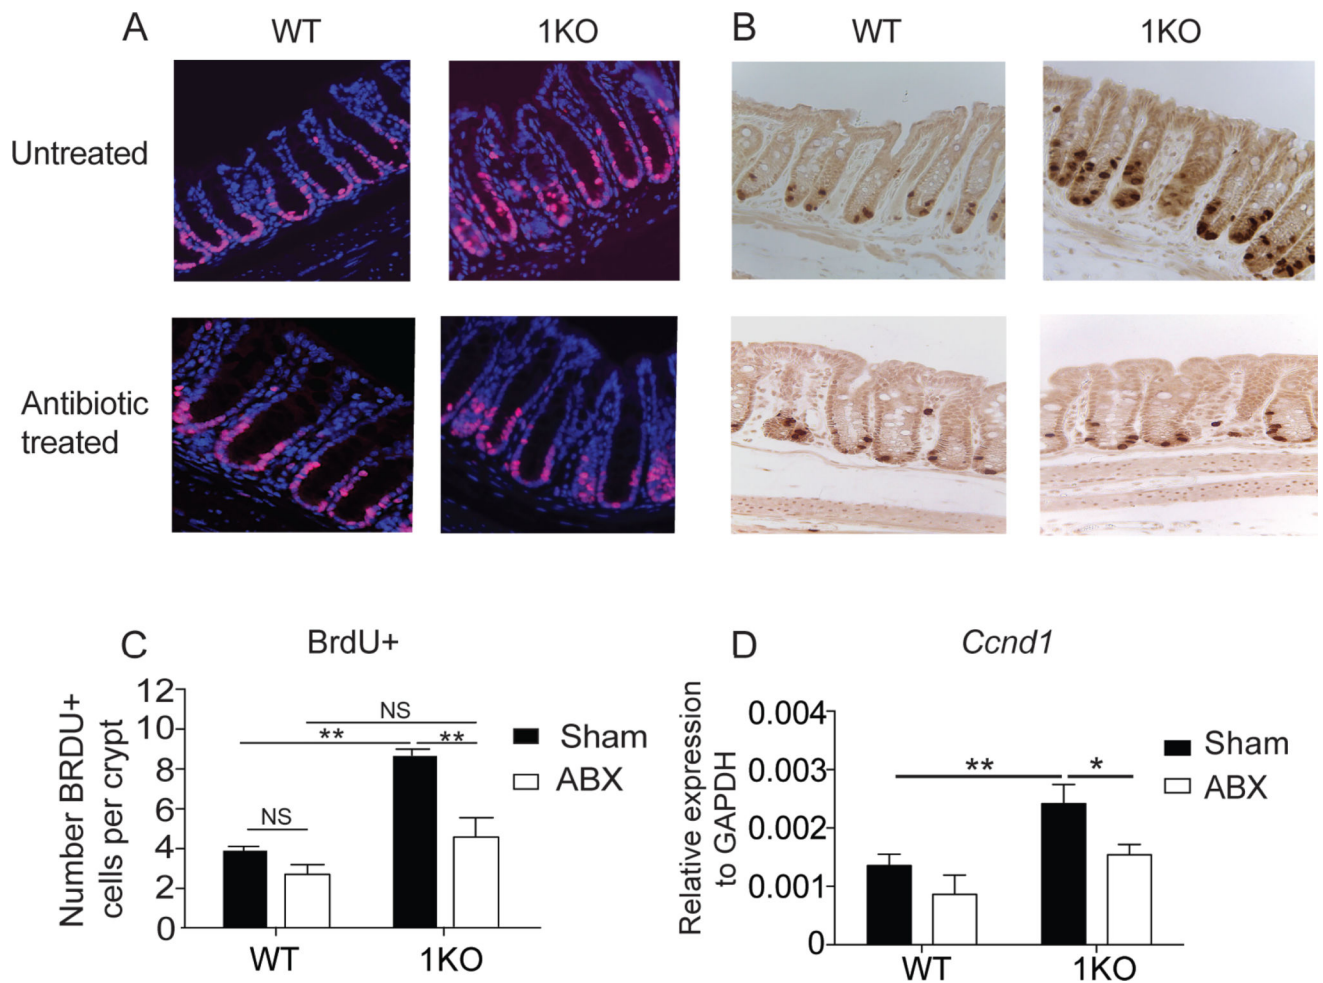 A
WT
1KO
B
WT
1KO
Untreated
Antibiotic
treated
C
BrdU+
Number BRDU+
cells per crypt
12
10
8
6
4
2
0
NS
**
**
NS
Sham
ABX
WT
1KO
D
Ccnd1
Relative expression
to GAPDH
0.004
0.003
0.002
0.001
0
**
*
Sham
ABX
WT
1KO